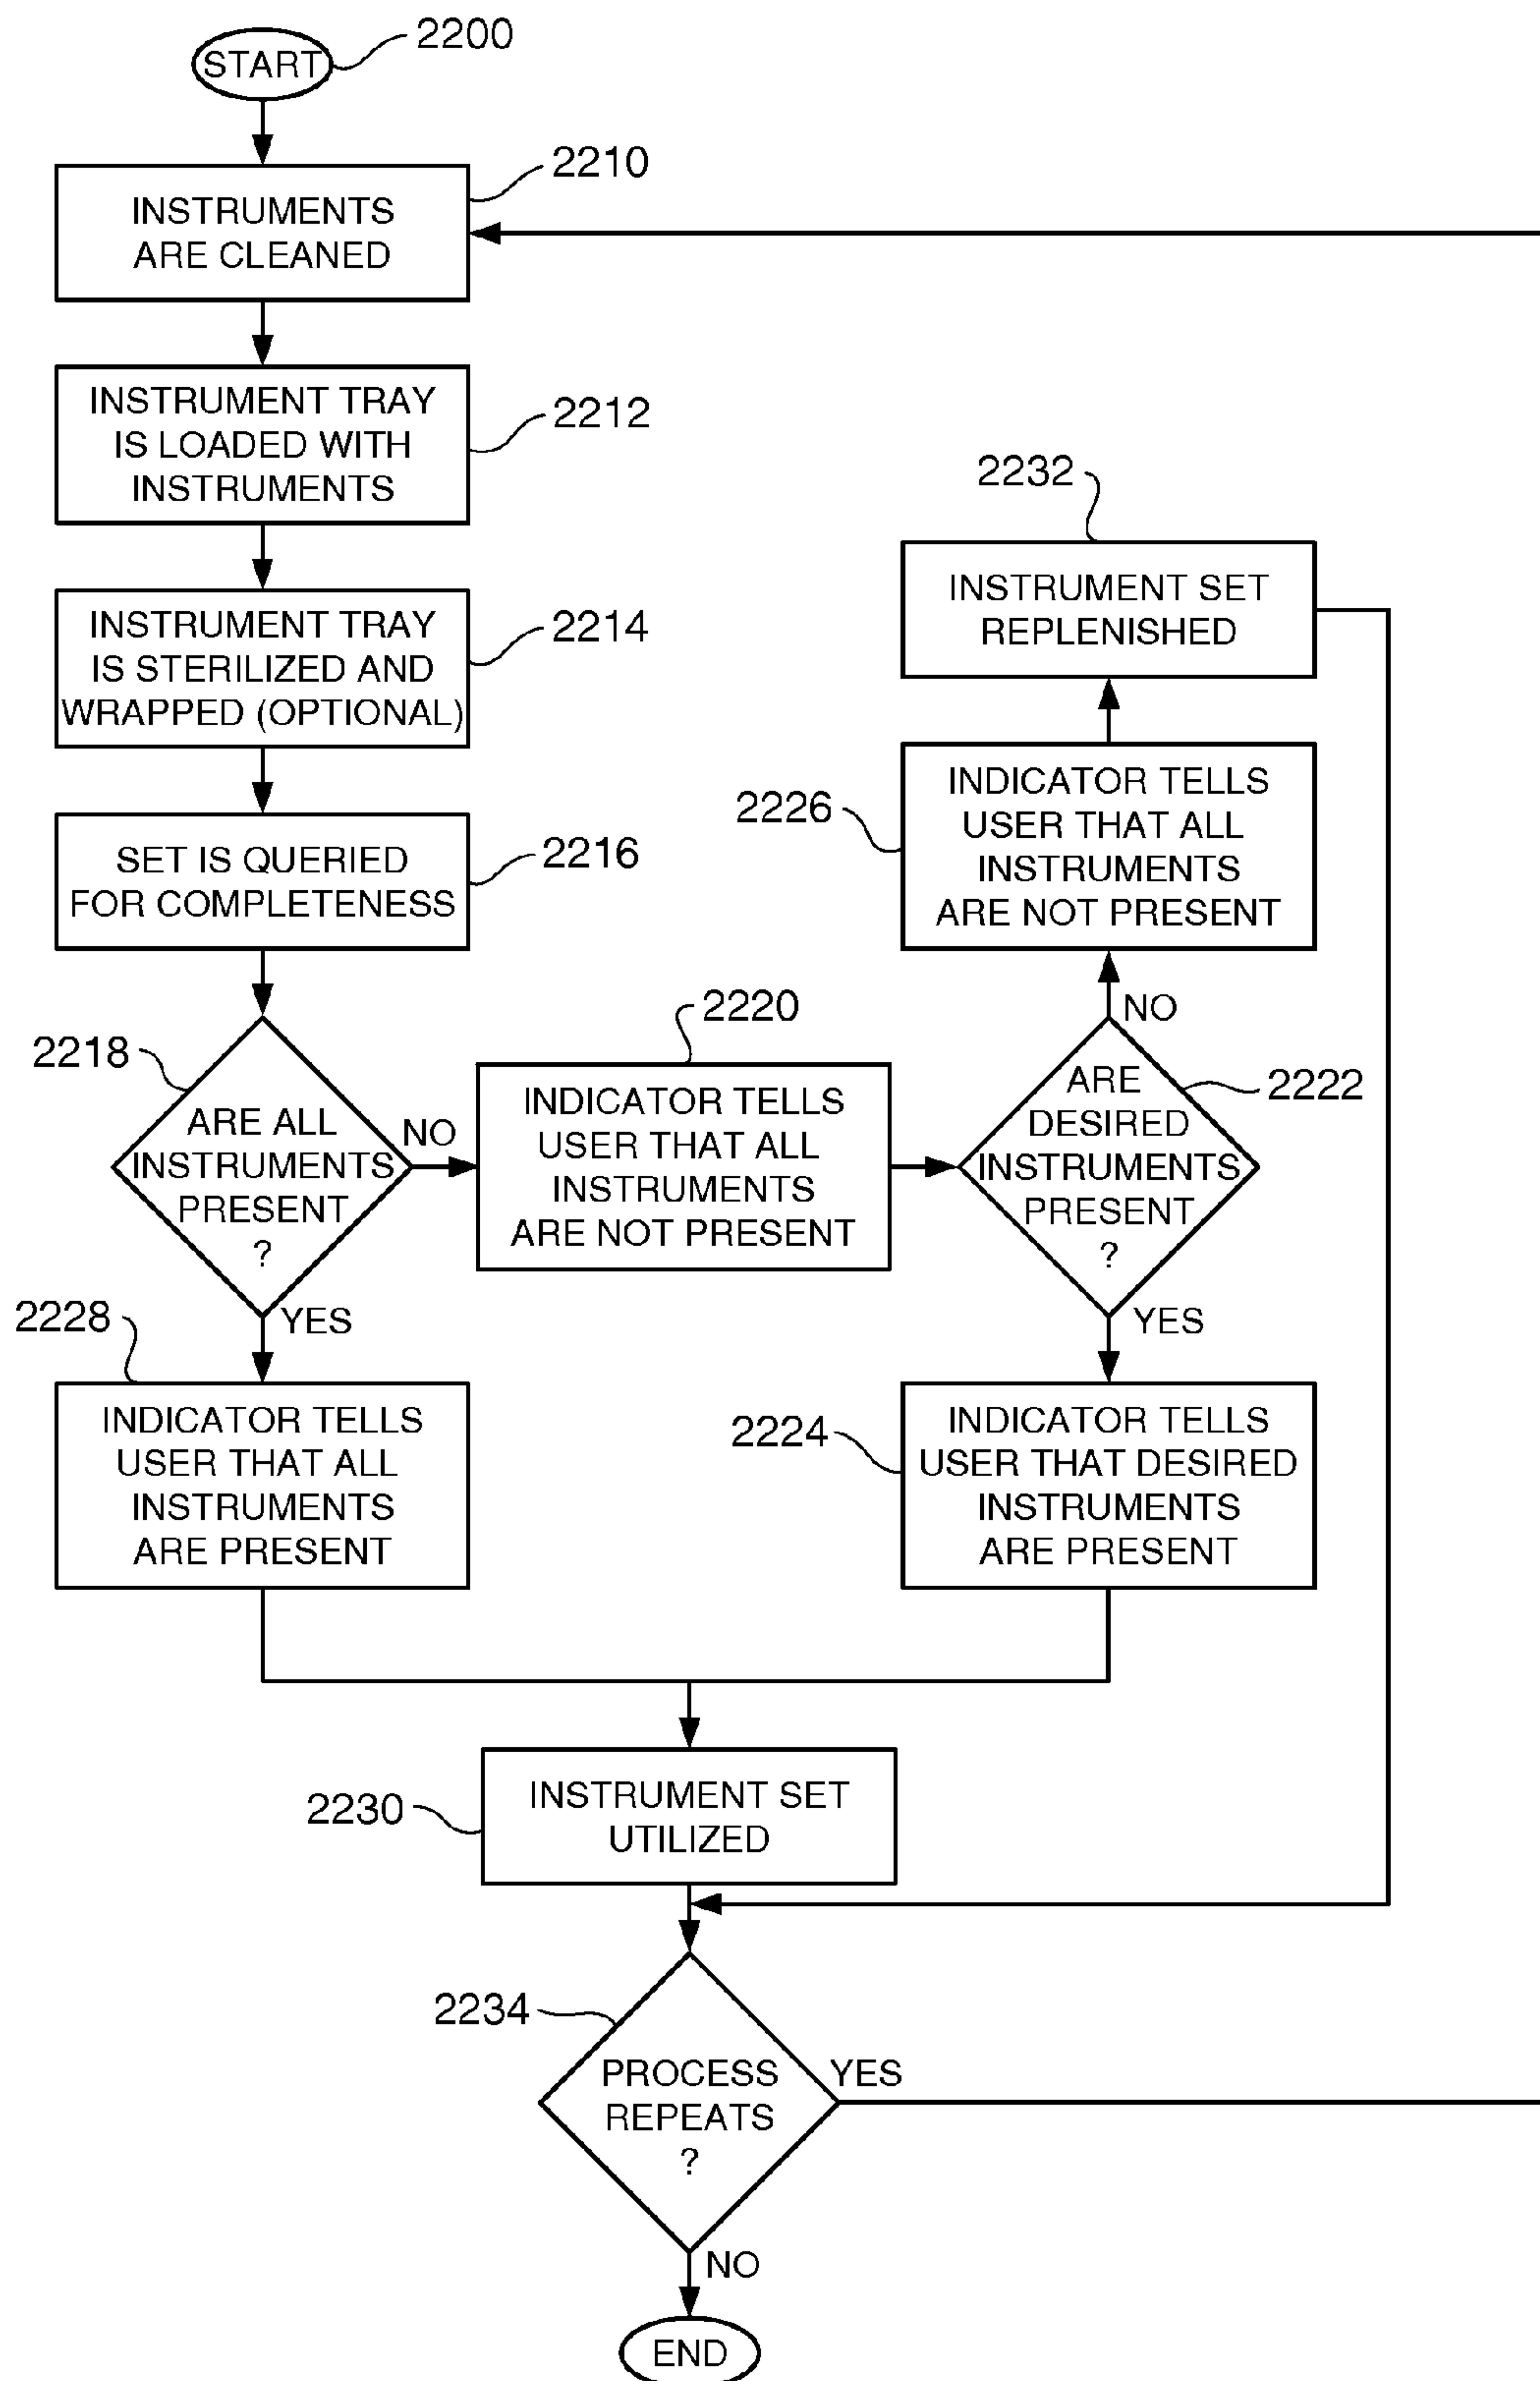 START
2200
2210
INSTRUMENTS
ARE CLEANED
INSTRUMENT TRAY
IS LOADED WITH
INSTRUMENTS
2212
INSTRUMENT TRAY
IS STERILIZED AND
WRAPPED (OPTIONAL)
2214
SET IS QUERIED
FOR COMPLETENESS
2216
2218
ARE ALL
INSTRUMENTS
PRESENT
?
NO
YES
2220
INDICATOR TELLS
USER THAT ALL
INSTRUMENTS
ARE NOT PRESENT
2232
INSTRUMENT SET
REPLENISHED
2226
INDICATOR TELLS
USER THAT ALL
INSTRUMENTS
ARE NOT PRESENT
NO
ARE
DESIRED
INSTRUMENTS
PRESENT
?
2222
YES
2228
INDICATOR TELLS
USER THAT ALL
INSTRUMENTS
ARE PRESENT
2224
INDICATOR TELLS
USER THAT DESIRED
INSTRUMENTS
ARE PRESENT
2230
INSTRUMENT SET
UTILIZED
2234
PROCESS
REPEATS
?
YES
NO
END